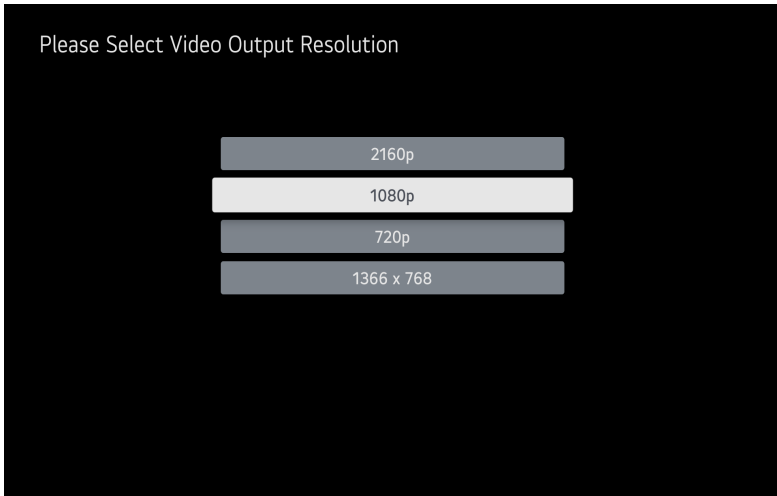 Please Select Video Output Resolution
2160p
1080p
720p
1366 x 768